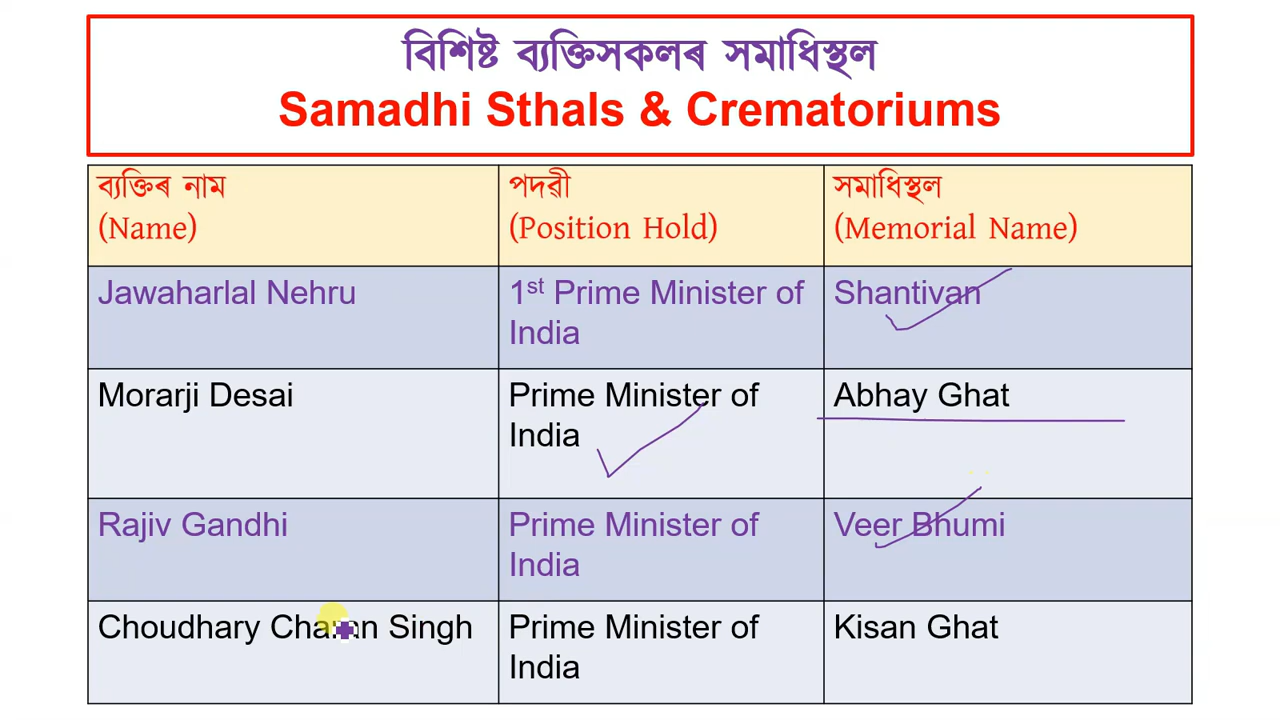 বিশিষ্ট ব্যক্তিসকলৰ সমাধিস্থল
Samadhi Sthals & Crematoriums
ব্যক্তিৰ নাম
(Name)
পদৱী
(Position Hold)
সমাধিস্থল
(Memorial Name)
Jawaharlal Nehru
1st Prime Minister of
India
Shantivan
Morarji Desai
Prime Minister of
India
Abhay Ghat
Rajiv Gandhi
Prime Minister of
India
Veer Bhumi
Choudhary Charan Singh
Prime Minister of
India
Kisan Ghat